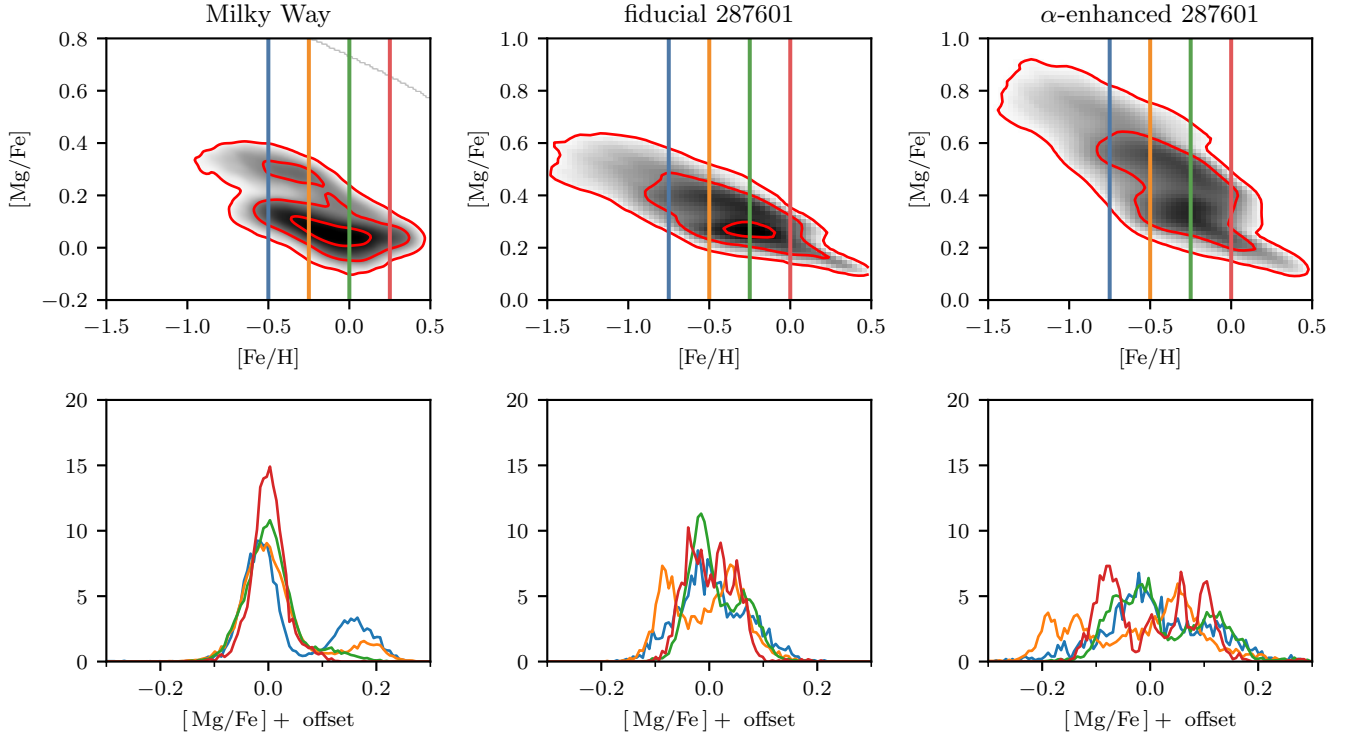 Milky Way
fiducial 287601
α-enhanced 287601
0.8
0.6
0.4
0.2
0.0
−0.2
[Mg/Fe]
−1.5 −1.0 −0.5 0.0 0.5
[Fe/H]
1.0
0.8
0.6
0.4
0.2
0.0
[Mg/Fe]
−1.5 −1.0 −0.5 0.0 0.5
[Fe/H]
1.0
0.8
0.6
0.4
0.2
0.0
[Mg/Fe]
−1.5 −1.0 −0.5 0.0 0.5
[Fe/H]
20
15
10
5
0
−0.2 0.0 0.2
[Mg/Fe] + offset
20
15
10
5
0
−0.2 0.0 0.2
[Mg/Fe] + offset
20
15
10
5
0
−0.2 0.0 0.2
[Mg/Fe] + offset